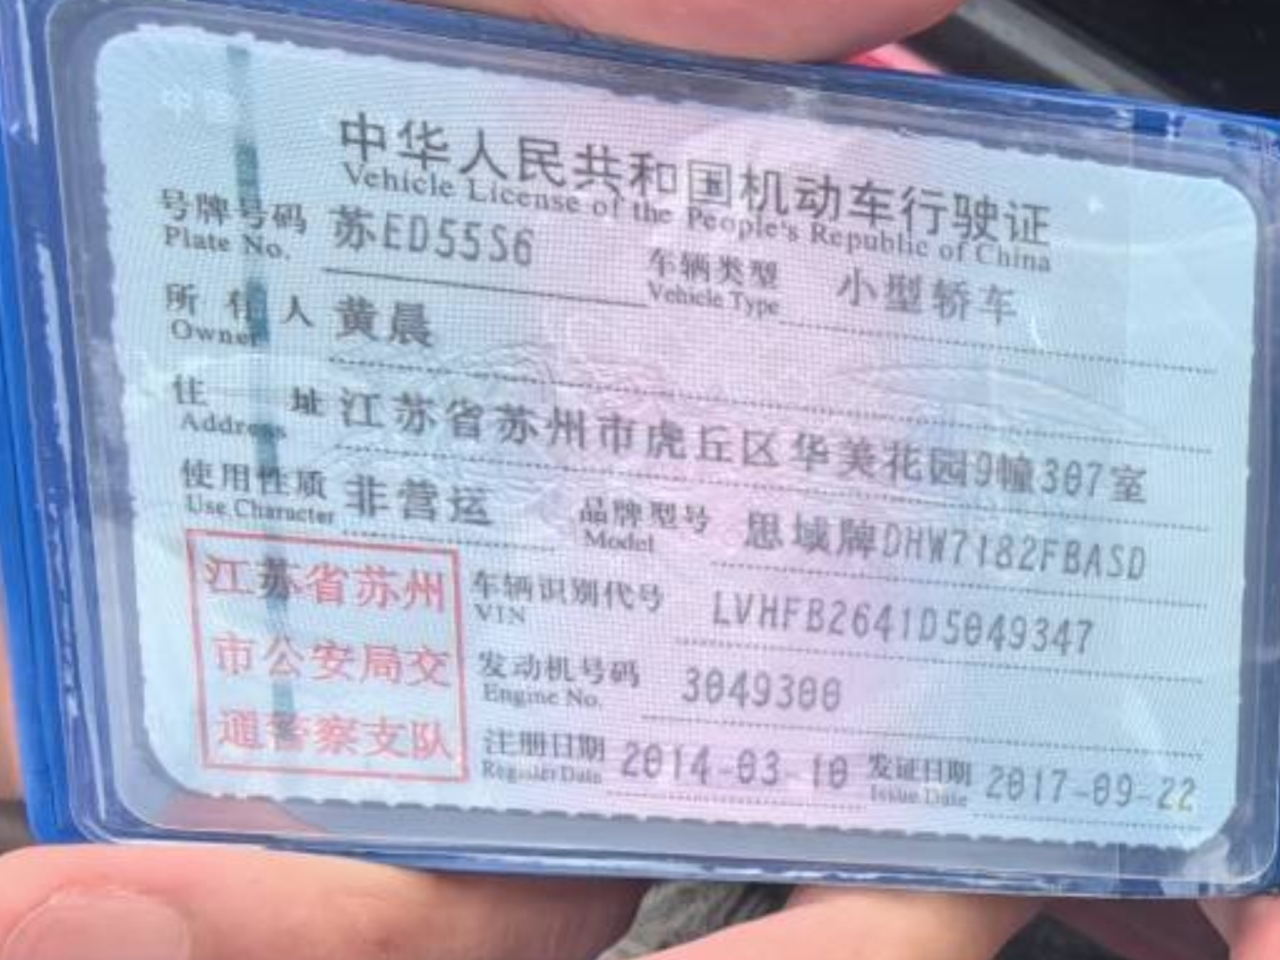 中华人民共和国机动车行驶证
Vehicle License of the People's Republic of China
号牌号码 苏ED55S6 车辆类型 小型轿车
Plate No. Vehicle Type
所有人 黄晨
Owner
住址 江苏省苏州市虎丘区华美花园9幢307室
Address
使用性质 非营运 品牌型号 思域牌DHW7182FBASD
Use Character Model
江苏省苏州
市公安局交
通警察支队
车辆识别代号 LVHFB2641D5049347
VIN
发动机号码 3049300
Engine No.
注册日期 2014-03-10 发证日期 2017-09-22
Register Date Issue Date